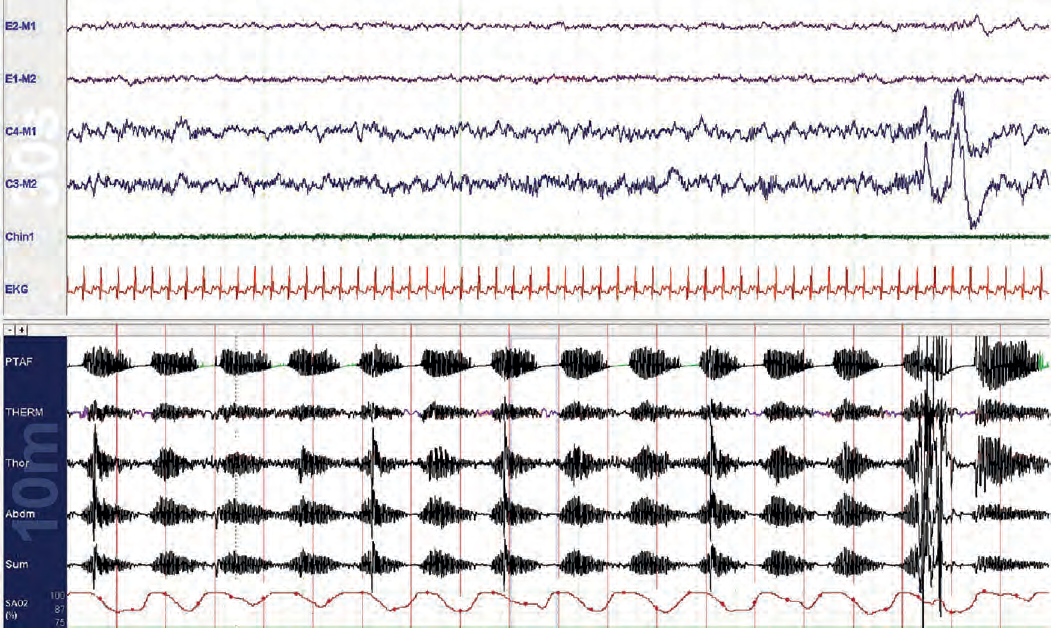 E2-M1
E1-M2
30s
C4-M1
C3-M2
Chin1
EKG
- +
PTAF
THERM
10m
Thor
Abdm
Sum
SAO2
(%)
100
87
75